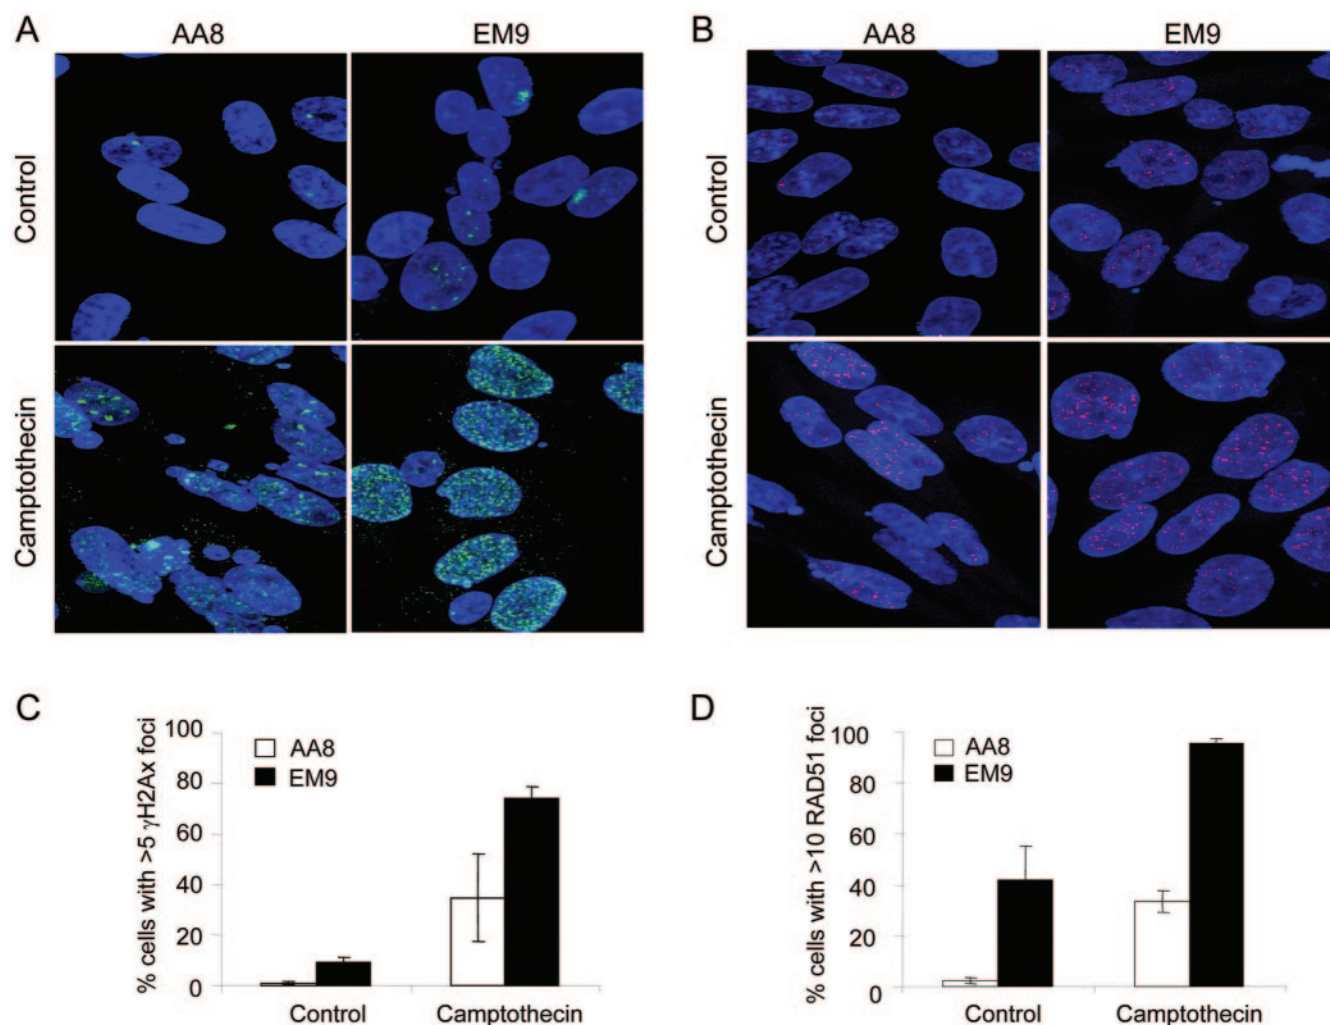 A
AA8
EM9
Control
Camptothecin
B
AA8
EM9
Control
Camptothecin
C
% cells with >5 γH2Ax foci
100
80
60
40
20
0
AA8
EM9
Control
Camptothecin
D
% cells with >10 RAD51 foci
100
80
60
40
20
0
AA8
EM9
Control
Camptothecin